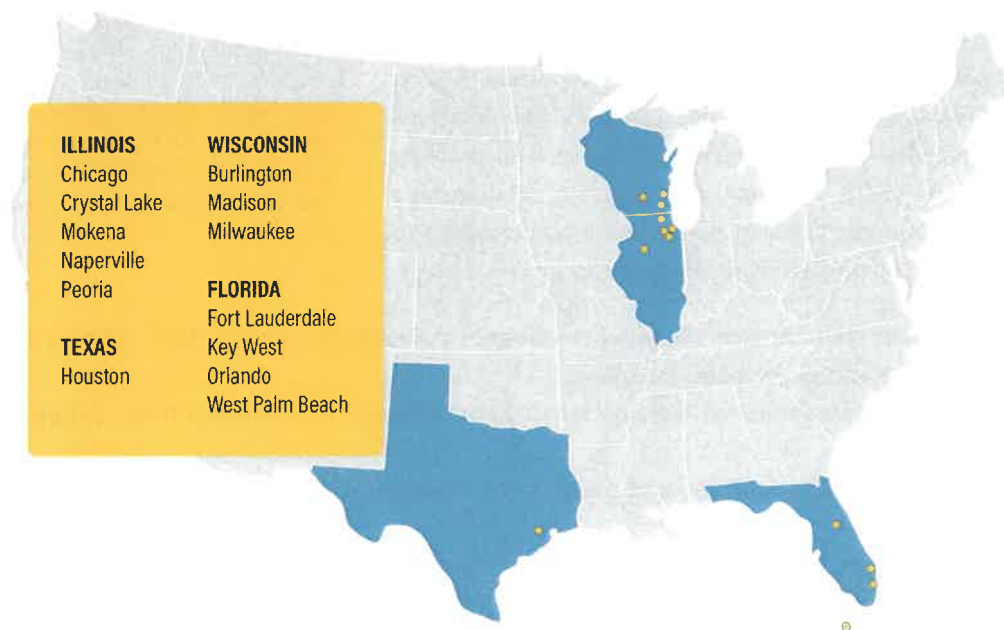 ILLINOIS
Chicago
Crystal Lake
Mokena
Naperville
Peoria
TEXAS
Houston
WISCONSIN
Burlington
Madison
Milwaukee
FLORIDA
Fort Lauderdale
Key West
Orlando
West Palm Beach